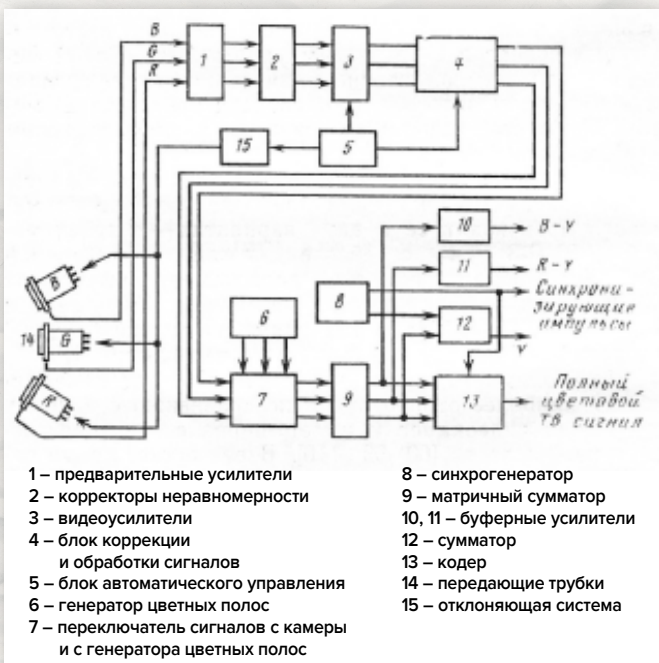 B
G
R
1
2
3
4
15
5
B
14
G
R
10
B-Y
11
R-Y
8
Синхрони-
зирующие
импульсы
12
Y
6
7
9
13
Полный
цветовой
тв сигнал
1 – предварительные усилители
2 – корректоры неравномерности
3 – видеоусилители
4 – блок коррекции
и обработки сигналов
5 – блок автоматического управления
6 – генератор цветных полос
7 – переключатель сигналов с камеры
и с генератора цветных полос
8 – синхрогенератор
9 – матричный сумматор
10, 11 – буферные усилители
12 – сумматор
13 – кодер
14 – передающие трубки
15 – отклоняющая система